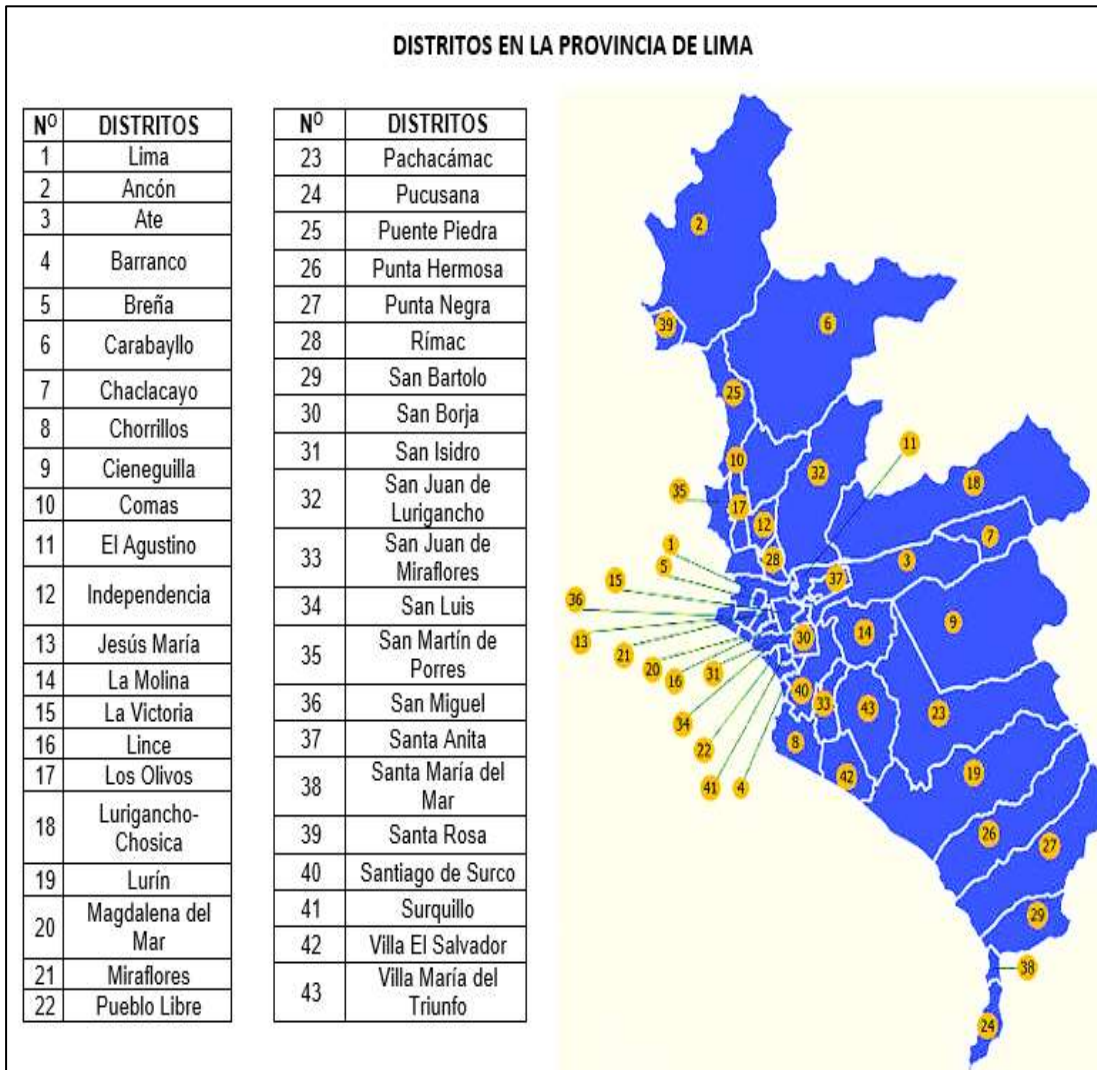 DISTRITOS EN LA PROVINCIA DE LIMA
Nº DISTRITOS
1 Lima
2 Ancón
3 Ate
4 Barranco
5 Breña
6 Carabayllo
7 Chaclacayo
8 Chorrillos
9 Cieneguilla
10 Comas
11 El Agustino
12 Independencia
13 Jesús María
14 La Molina
15 La Victoria
16 Lince
17 Los Olivos
18 Lurigancho-
Chosica
19 Lurín
20 Magdalena del
Mar
21 Miraflores
22 Pueblo Libre
Nº DISTRITOS
23 Pachacámac
24 Pucusana
25 Puente Piedra
26 Punta Hermosa
27 Punta Negra
28 Rímac
29 San Bartolo
30 San Borja
31 San Isidro
32 San Juan de
Lurigancho
33 San Juan de
Miraflores
34 San Luis
35 San Martín de
Porres
36 San Miguel
37 Santa Anita
38 Santa María del
Mar
39 Santa Rosa
40 Santiago de Surco
41 Surquillo
42 Villa El Salvador
43 Villa María del
Triunfo
2
39
6
25
11
10
32
18
35
17
12
7
1
28
3
5
15
37
36
9
13
30
14
21
20
16
31
40
33
43
23
34
8
22
42
19
41
4
26
27
29
38
24